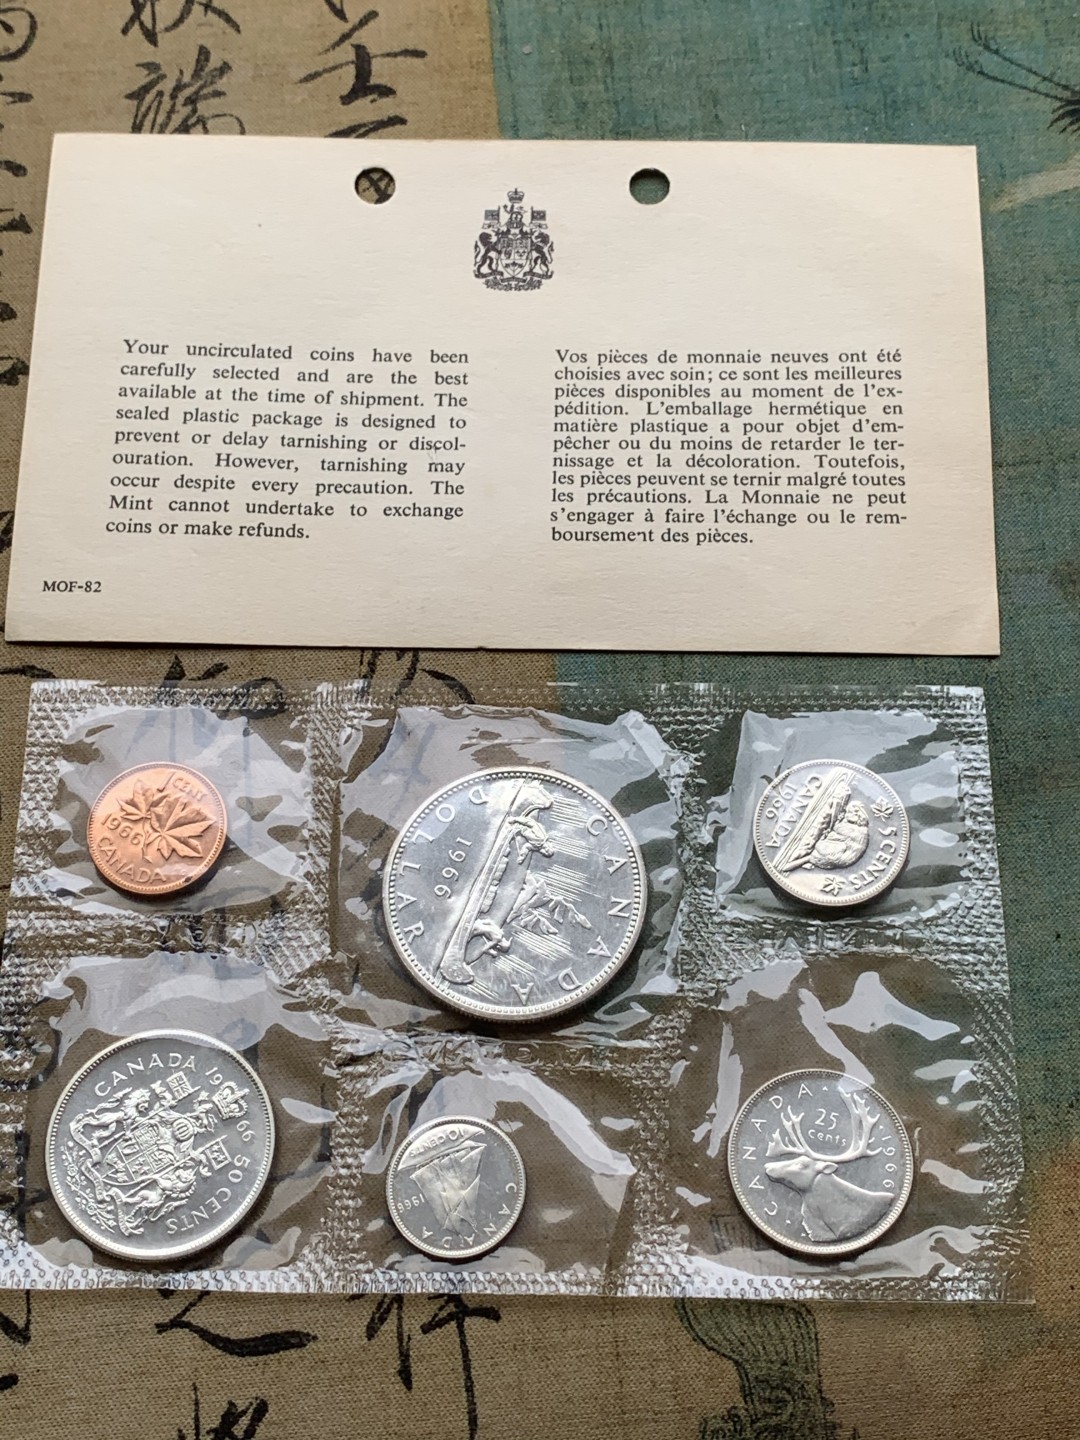 Your uncirculated coins have been
carefully selected and are the best
available at the time of shipment. The
sealed plastic package is designed to
prevent or delay tarnishing or discol-
ouration. However, tarnishing may
occur despite every precaution. The
Mint cannot undertake to exchange
coins or make refunds.
MOF-82
Vos pièces de monnaie neuves ont été
choisies avec soin; ce sont les meilleures
pièces disponibles au moment de l'ex-
pédition. L'emballage hermétique en
matière plastique a pour objet d'em-
pêcher ou du moins de retarder le ter-
nissage et la décoloration. Toutefois,
les pièces peuvent se ternir malgré toutes
les précautions. La Monnaie ne peut
s'engager à faire l'échange ou le rem-
boursement des pièces.
1 CENT
1966
CANADA
CANADA
1966
DOLLAR
CANADA
1966
5 CENTS
CANADA 1966
50 CENTS
10 CENTS
1966
CANADA
CANADA
25
cents
1966